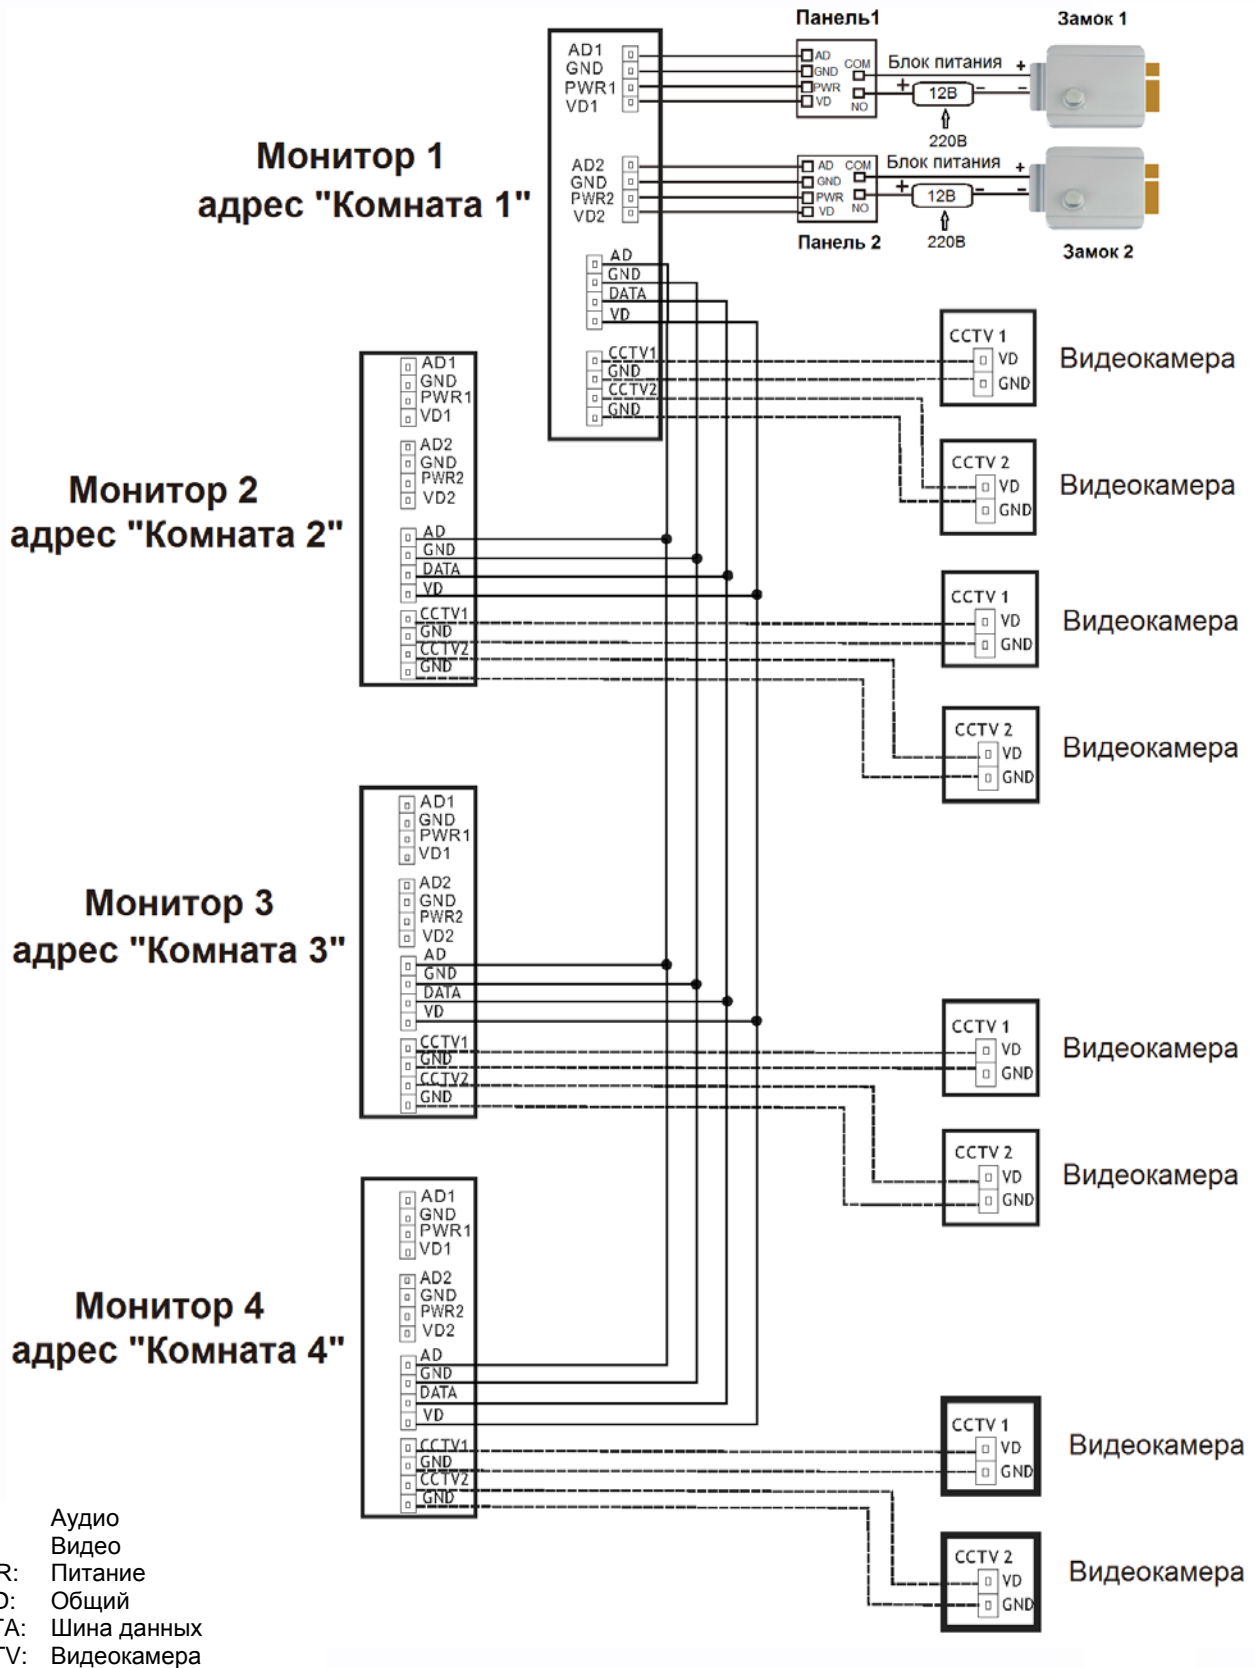 Панель1
Замок 1
AD1
GND
PWR1
VD1
AD
GND
PWR
VD
COM
NO
Блок питания
+
+
12В
–
–
220В
Монитор 1
адрес "Комната 1"
AD2
GND
PWR2
VD2
AD
GND
PWR
VD
COM
NO
Блок питания
+
+
12В
–
–
220В
Панель 2
Замок 2
AD
GND
DATA
VD
CCTV1
GND
CCTV2
GND
CCTV 1
VD
GND
Видеокамера
CCTV 2
VD
GND
Видеокамера
Монитор 2
адрес "Комната 2"
AD1
GND
PWR1
VD1
AD2
GND
PWR2
VD2
AD
GND
DATA
VD
CCTV1
GND
CCTV2
GND
CCTV 1
VD
GND
Видеокамера
CCTV 2
VD
GND
Видеокамера
Монитор 3
адрес "Комната 3"
AD1
GND
PWR1
VD1
AD2
GND
PWR2
VD2
AD
GND
DATA
VD
CCTV1
GND
CCTV2
GND
CCTV 1
VD
GND
Видеокамера
CCTV 2
VD
GND
Видеокамера
Монитор 4
адрес "Комната 4"
AD1
GND
PWR1
VD1
AD2
GND
PWR2
VD2
AD
GND
DATA
VD
CCTV1
GND
CCTV2
GND
CCTV 1
VD
GND
Видеокамера
CCTV 2
VD
GND
Видеокамера
Аудио
Видео
R: Питание
D: Общий
TA: Шина данных
TV: Видеокамера